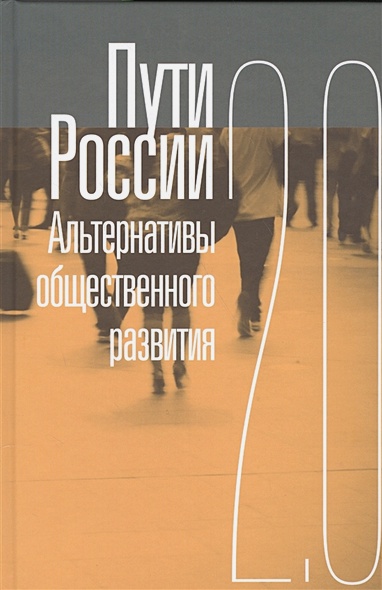 Пути
России
Альтернативы
общественного
развития
2.0